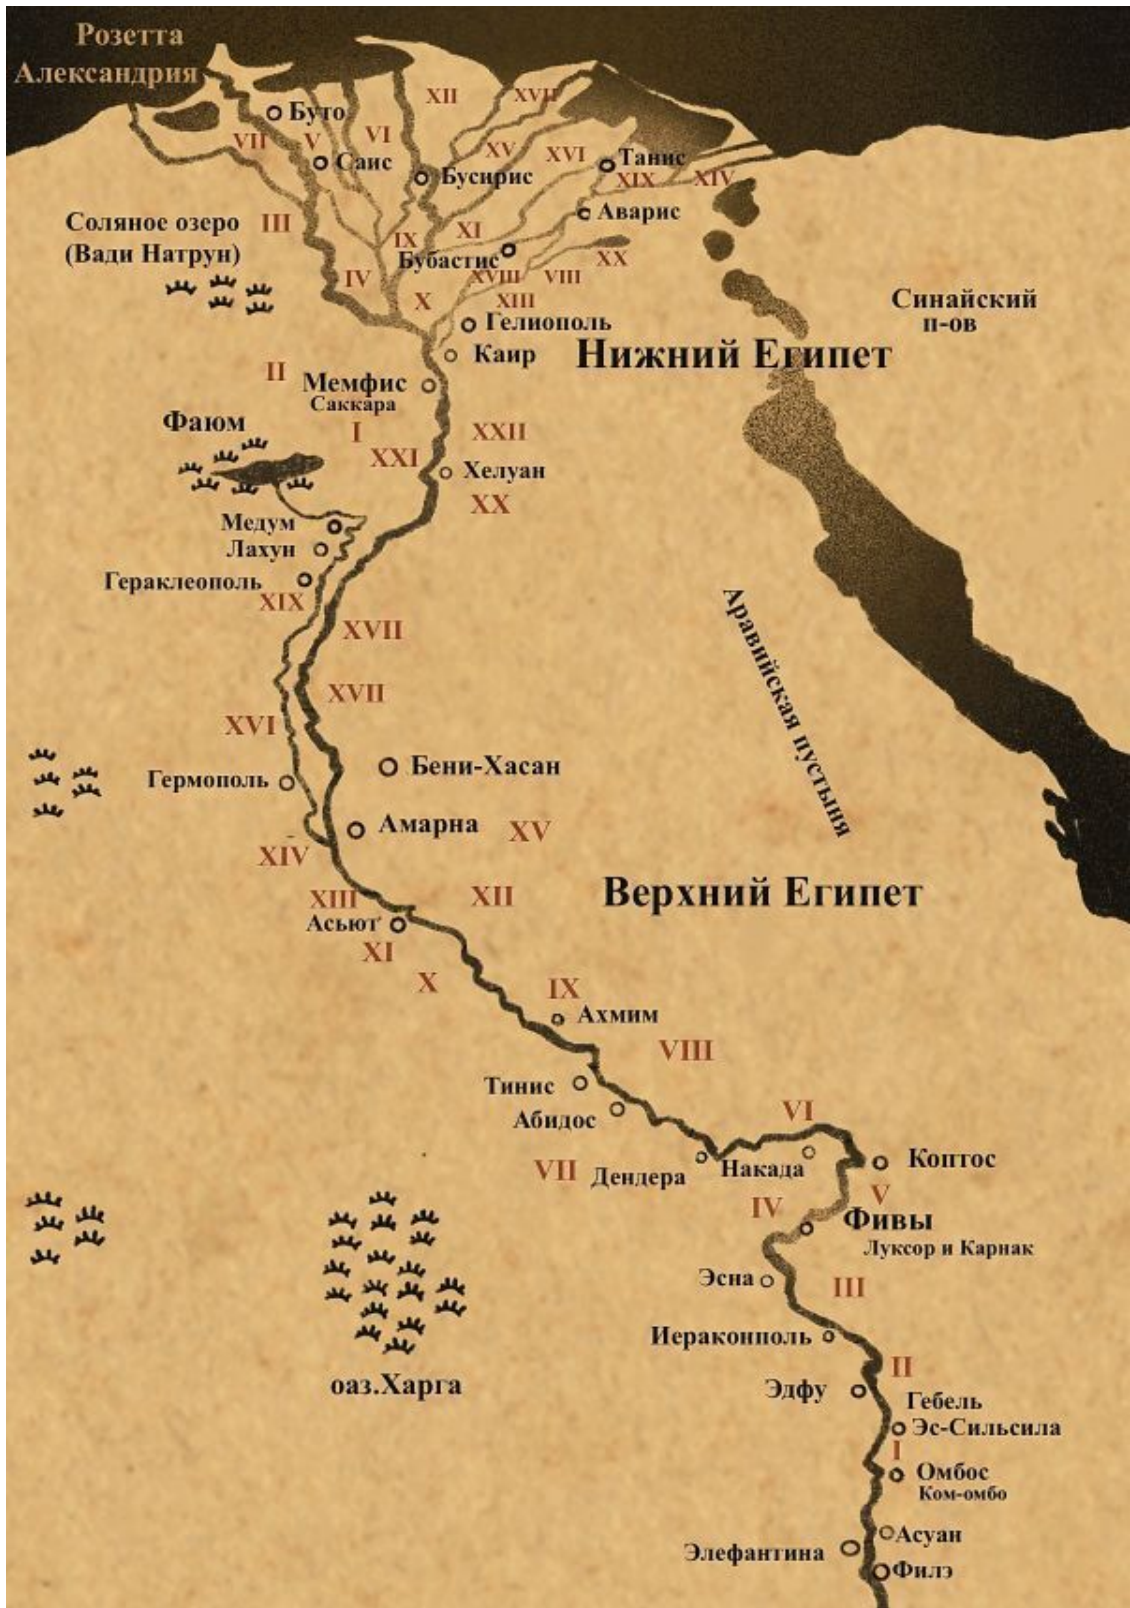 Розетта
Александрия
XII
XVII
Буто
VII
V
VI
XV
XVI
Танис
Саис
Бусирис
XIX
XIV
Аварис
Соляное озеро
(Вади Натрун)
III
IX
XI
Бубастис
XX
IV
XVIII
VIII
X
XIII
Синайский
п-ов
Гелиополь
Каир
Нижний Египет
II
Мемфис
Саккара
Фаюм
I
XXII
XXI
Хелуан
XX
Медум
Лахун
Гераклеополь
XIX
XVII
Аравийская пустыня
XVII
XVI
Бени-Хасан
Гермополь
Амарна
XV
XIV
XIII
XII
Верхний Египет
Асьют
XI
X
IX
Ахмим
VIII
Тинис
Абидос
VI
VII
Дендера
Накада
Коптос
IV
V
Фивы
Луксор и Карнак
Эсна
III
Иераконполь
II
Эдфу
оаз.Харга
Гебель
Эс-Сильсила
I
Омбос
Ком-омбо
Асуан
Элефантина
Филэ